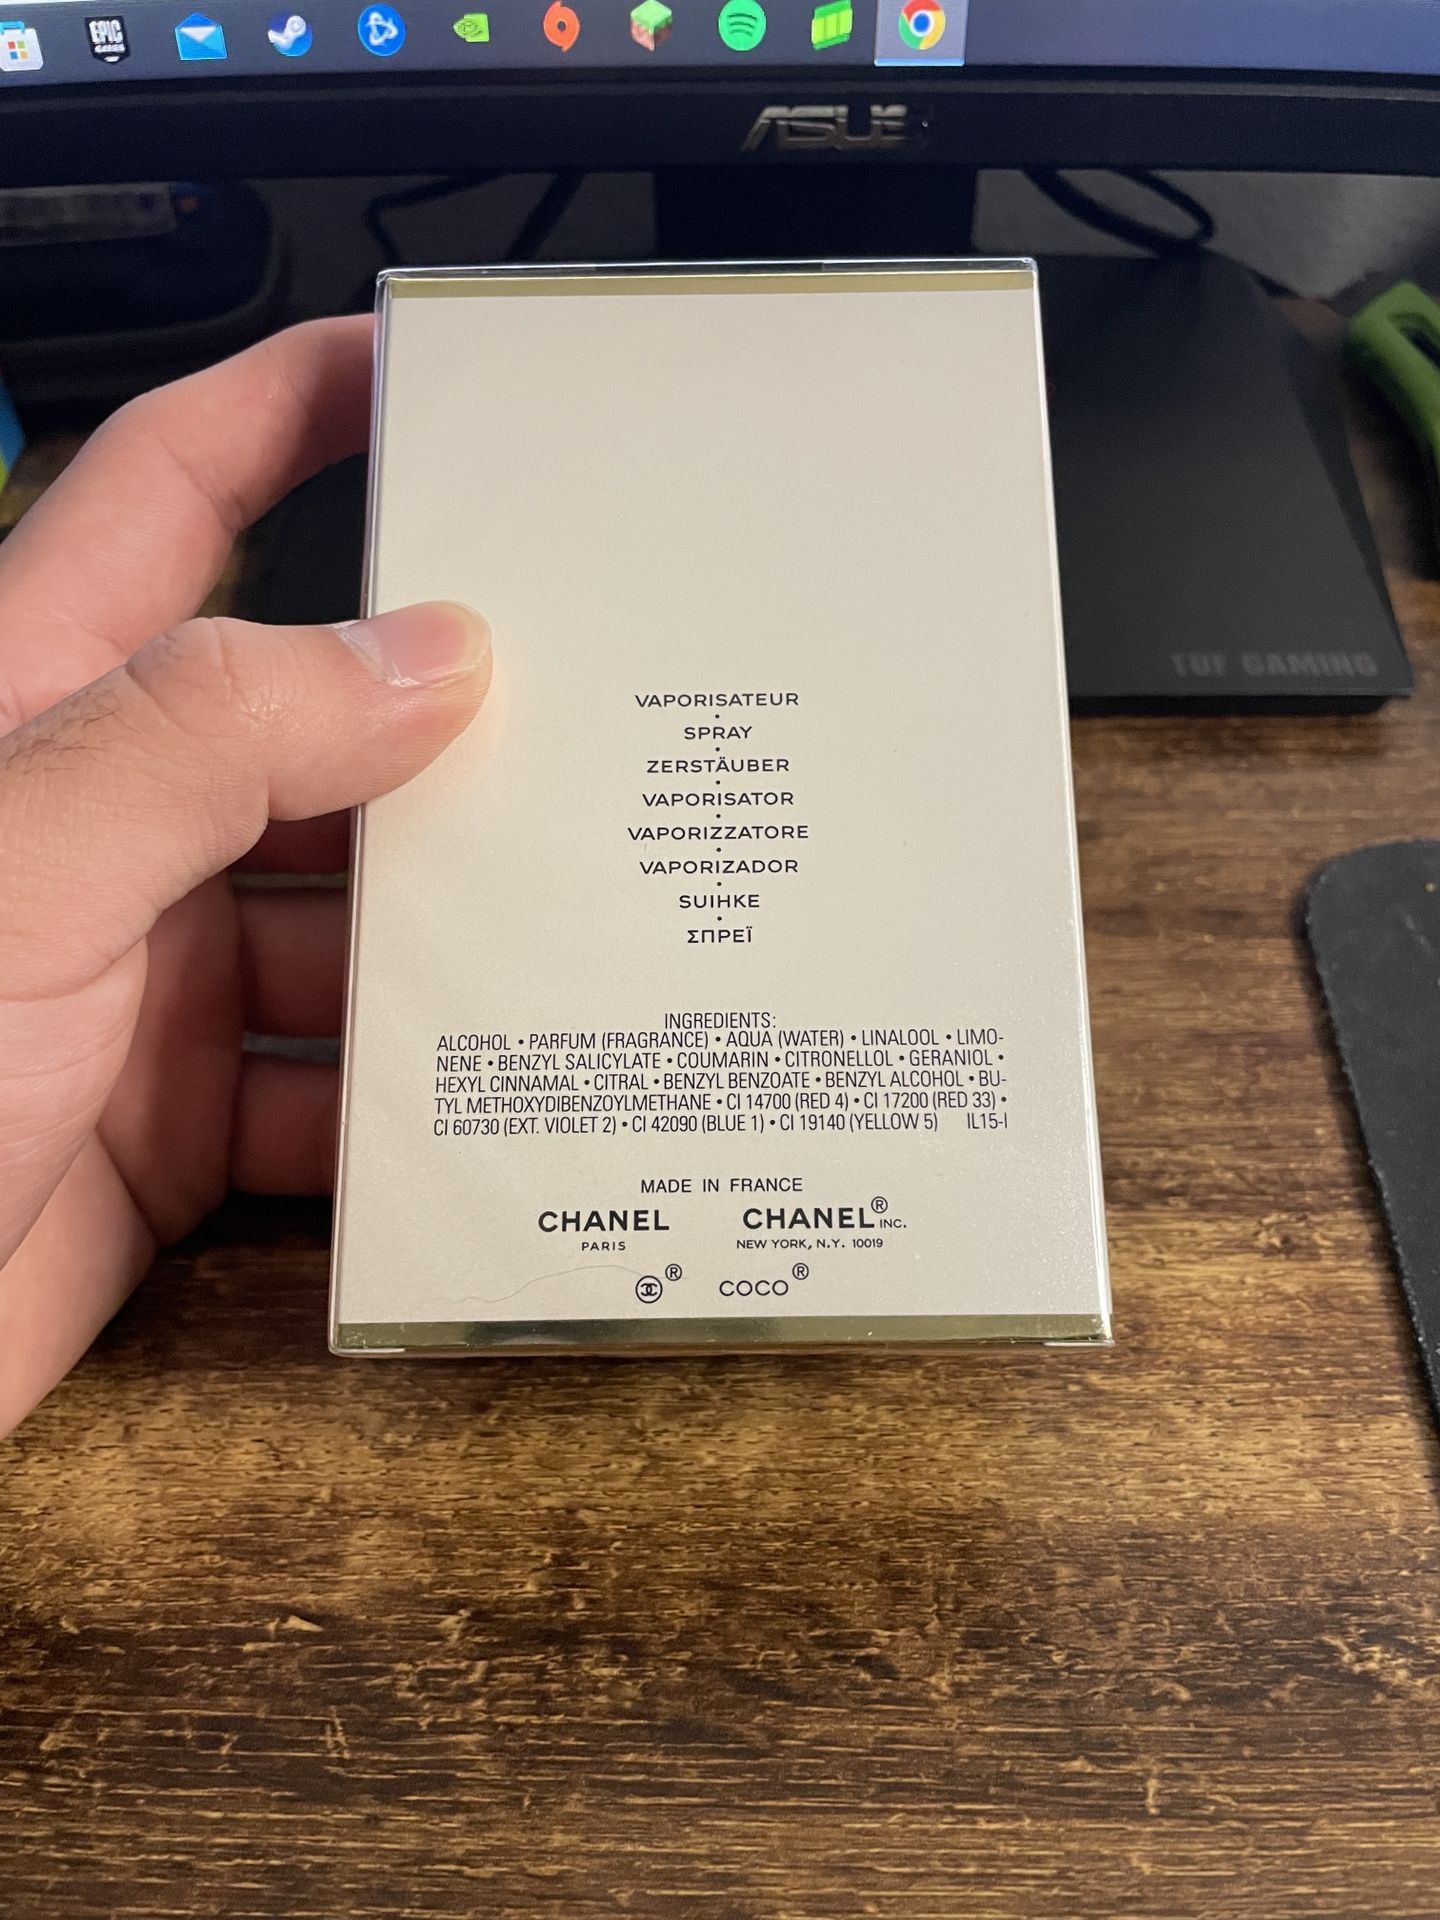 EPIC
GAMES
ASUS
TUF GAMING
VAPORISATEUR
•
SPRAY
•
ZERSTÄUBER
•
VAPORISATOR
•
VAPORIZZATORE
•
VAPORIZADOR
•
SUIHKE
•
ΣΠΡΕΪ
INGREDIENTS:
ALCOHOL • PARFUM (FRAGRANCE) • AQUA (WATER) • LINALOOL • LIMO-
NENE • BENZYL SALICYLATE • COUMARIN • CITRONELLOL • GERANIOL •
HEXYL CINNAMAL • CITRAL • BENZYL BENZOATE • BENZYL ALCOHOL • BU-
TYL METHOXYDIBENZOYLMETHANE • CI 14700 (RED 4) • CI 17200 (RED 33) •
CI 60730 (EXT. VIOLET 2) • CI 42090 (BLUE 1) • CI 19140 (YELLOW 5) IL15-I
MADE IN FRANCE
CHANEL CHANEL® INC.
PARIS NEW YORK, N.Y. 10019
® COCO®